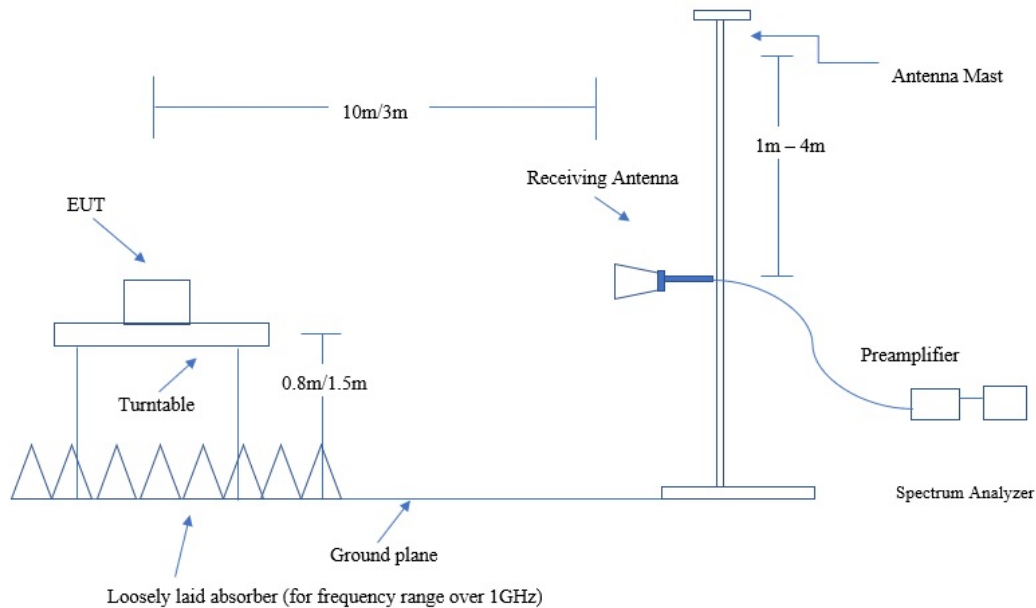 Antenna Mast
10m/3m
1m – 4m
Receiving Antenna
EUT
Preamplifier
0.8m/1.5m
Turntable
Spectrum Analyzer
Ground plane
Loosely laid absorber (for frequency range over 1GHz)